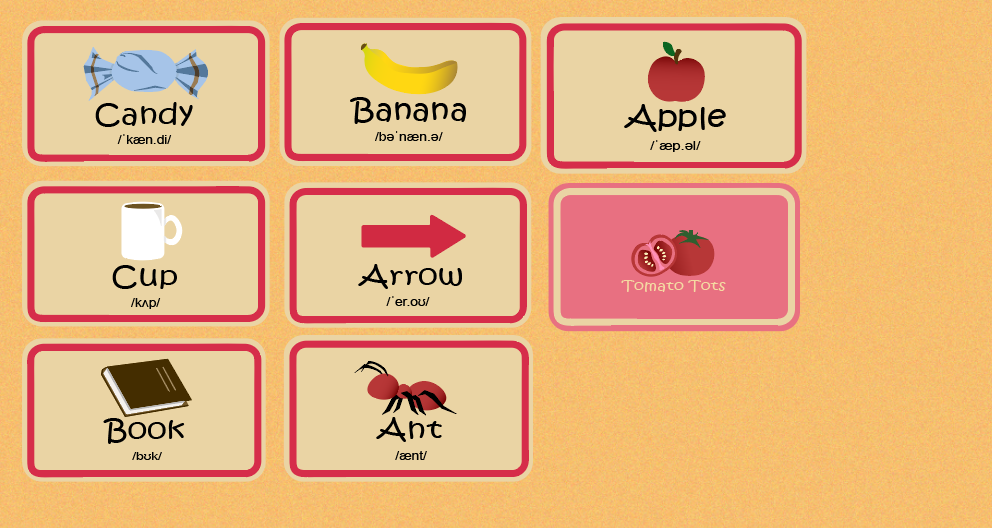 Candy
/ˈkæn.di/
Banana
/bəˈnæn.ə/
Apple
/ˈæp.əl/
Cup
/kʌp/
Arrow
/ˈer.oʊ/
Tomato Tots
Book
/bʊk/
Ant
/ænt/